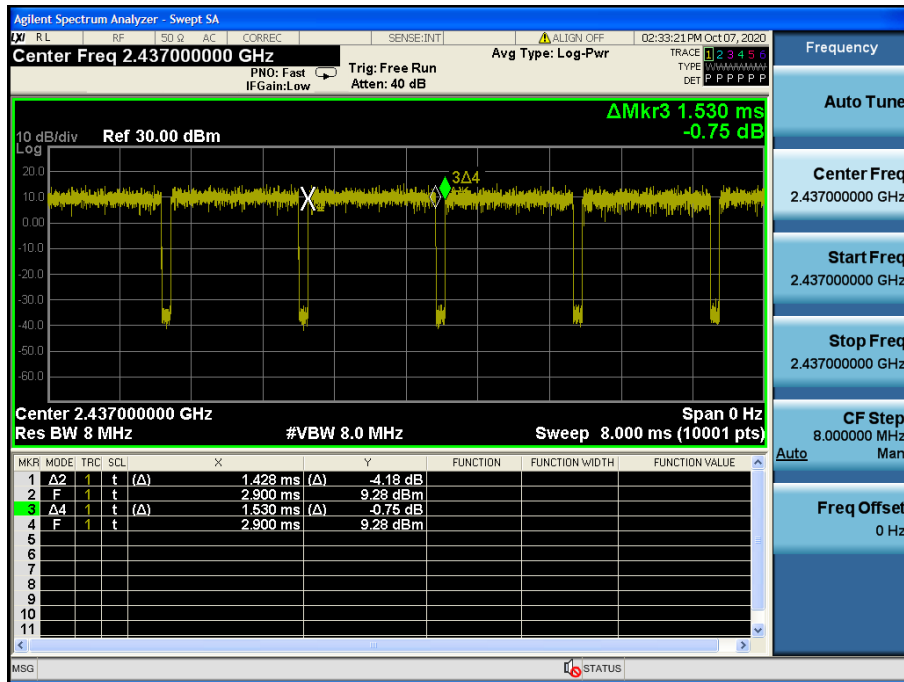 Agilent Spectrum Analyzer - Swept SA
LXI RL RF 50 Ω AC CORREC SENSE:INT ALIGN OFF 02:33:21 PM Oct 07, 2020
Center Freq 2.437000000 GHz
PNO: Fast
IFGain:Low
Trig: Free Run
Atten: 40 dB
Avg Type: Log-Pwr
TRACE 1 2 3 4 5 6
TYPE
DET P P P P P P
ΔMkr3 1.530 ms
-0.75 dB
10 dB/div Ref 30.00 dBm
Log
20.0
10.0
0.00
-10.0
-20.0
-30.0
-40.0
-50.0
-60.0
3Δ4
Center 2.437000000 GHz
Span 0 Hz
Res BW 8 MHz
#VBW 8.0 MHz
Sweep 8.000 ms (10001 pts)
MKR MODE TRC SCL X Y FUNCTION FUNCTION WIDTH FUNCTION VALUE
1 Δ2 1 t (Δ) 1.428 ms (Δ) -4.18 dB
2 F 1 t 2.900 ms 9.28 dBm
3 Δ4 1 t (Δ) 1.530 ms (Δ) -0.75 dB
4 F 1 t 2.900 ms 9.28 dBm
5
6
7
8
9
10
11
MSG
STATUS
Frequency
Auto Tune
Center Freq
2.437000000 GHz
Start Freq
2.437000000 GHz
Stop Freq
2.437000000 GHz
CF Step
8.000000 MHz
Auto Man
Freq Offset
0 Hz